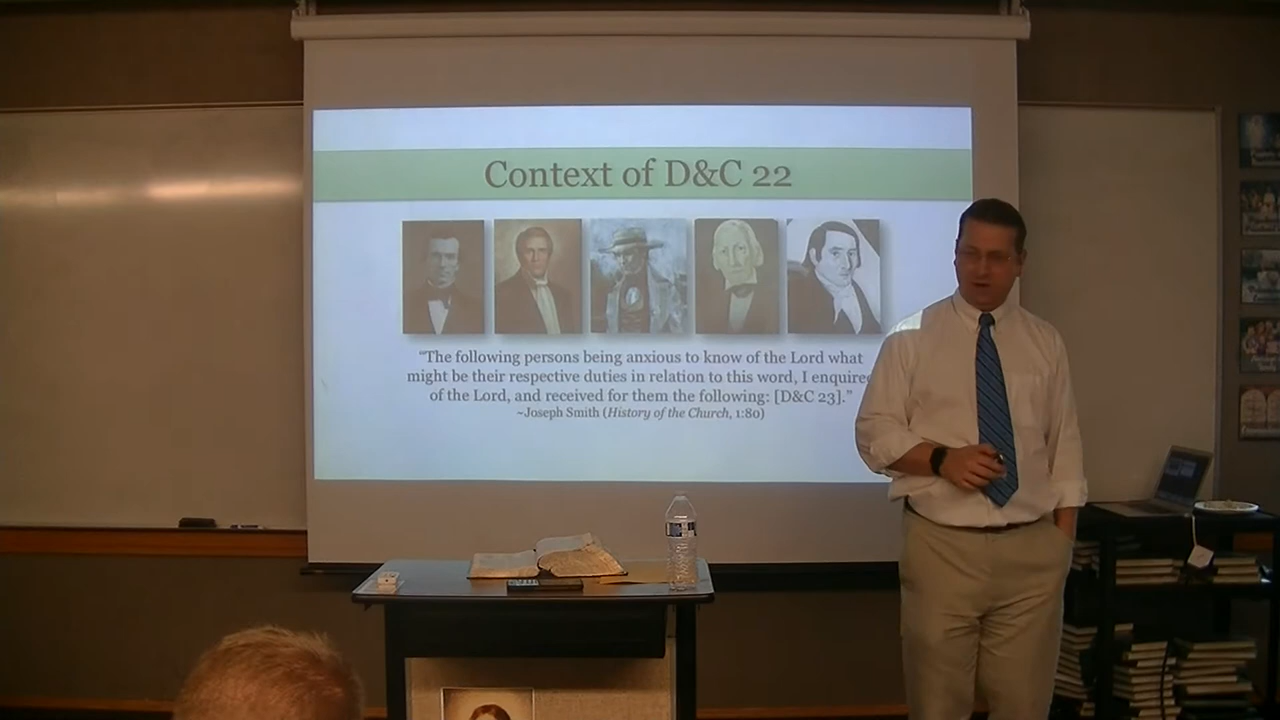 Context of D&C 22
“The following persons being anxious to know of the Lord what
might be their respective duties in relation to this word, I enquire
of the Lord, and received for them the following: [D&C 23].”
~Joseph Smith (History of the Church, 1:80)